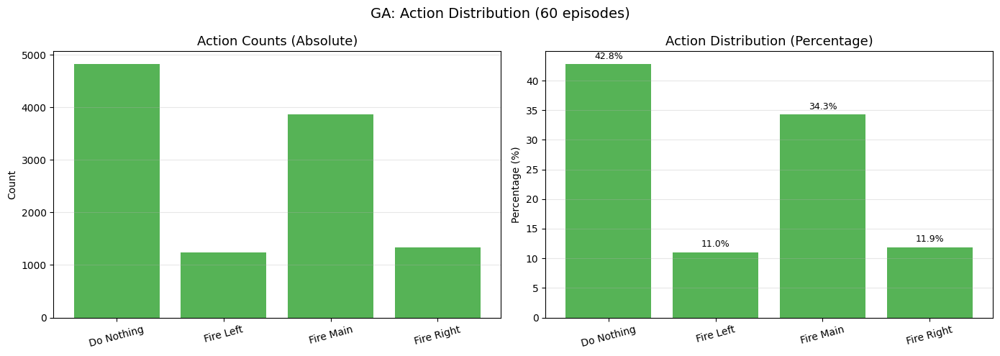 GA: Action Distribution (60 episodes)
Action Counts (Absolute)
Count
5000
4000
3000
2000
1000
0
Do Nothing
Fire Left
Fire Main
Fire Right
Action Distribution (Percentage)
Percentage (%)
40
35
30
25
20
15
10
5
0
42.8%
11.0%
34.3%
11.9%
Do Nothing
Fire Left
Fire Main
Fire Right